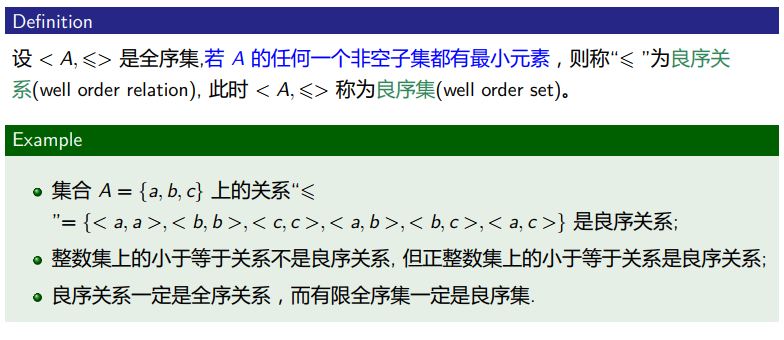 Definition
设 < A, ⩽> 是全序集,若 A 的任何一个非空子集都有最小元素，则称“⩽ ”为良序关
系(well order relation), 此时 < A, ⩽> 称为良序集(well order set)。
Example
集合 A = {a, b, c} 上的关系“⩽
”= {< a, a >, < b, b >, < c, c >, < a, b >, < b, c >, < a, c >} 是良序关系;
整数集上的小于等于关系不是良序关系, 但正整数集上的小于等于关系是良序关系;
良序关系一定是全序关系，而有限全序集一定是良序集.